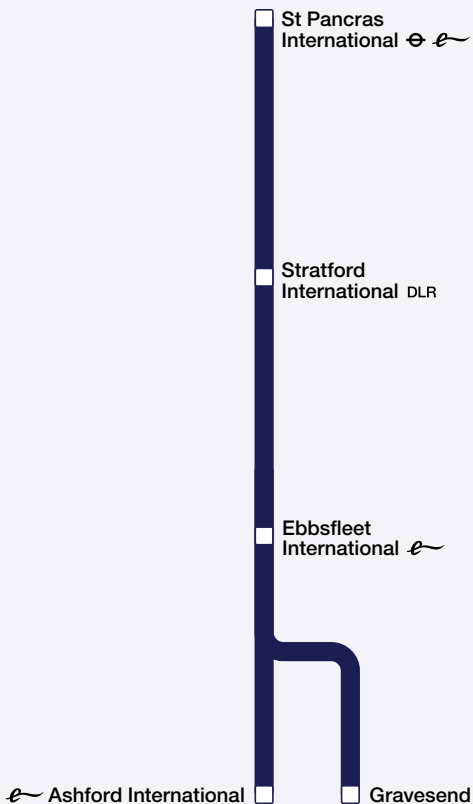 St Pancras
International
Stratford
International DLR
Ebbsfleet
International
Ashford International
Gravesend